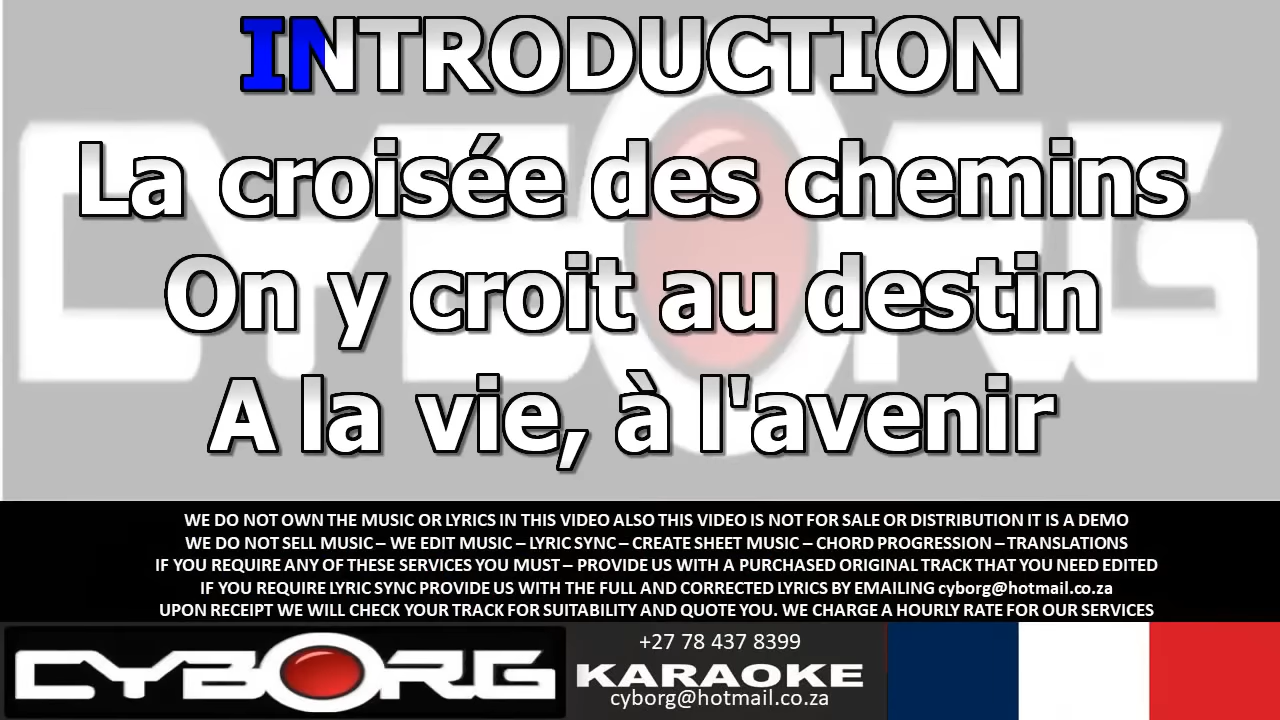 INTRODUCTION
La croisée des chemins
On y croit au destin
A la vie, à l'avenir
WE DO NOT OWN THE MUSIC OR LYRICS IN THIS VIDEO ALSO THIS VIDEO IS NOT FOR SALE OR DISTRIBUTION IT IS A DEMO
WE DO NOT SELL MUSIC – WE EDIT MUSIC – LYRIC SYNC – CREATE SHEET MUSIC – CHORD PROGRESSION – TRANSLATIONS
IF YOU REQUIRE ANY OF THESE SERVICES YOU MUST – PROVIDE US WITH A PURCHASED ORIGINAL TRACK THAT YOU NEED EDITED
IF YOU REQUIRE LYRIC SYNC PROVIDE US WITH THE FULL AND CORRECTED LYRICS BY EMAILING cyborg@hotmail.co.za
UPON RECEIPT WE WILL CHECK YOUR TRACK FOR SUITABILITY AND QUOTE YOU. WE CHARGE A HOURLY RATE FOR OUR SERVICES
CYBORG
+27 78 437 8399
KARAOKE
cyborg@hotmail.co.za
CYBORG